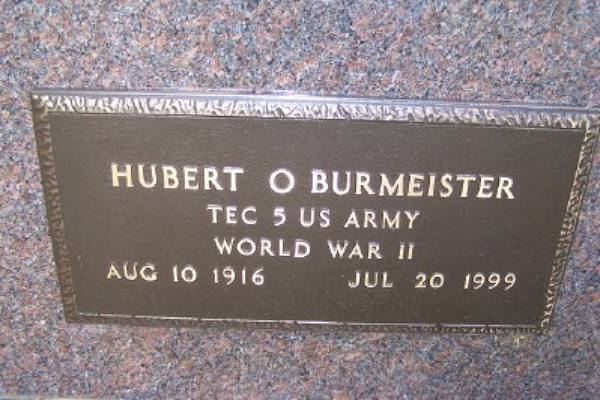 HUBERT O BURMEISTER
TEC 5 US ARMY
WORLD WAR II
AUG 10 1916 JUL 20 1999